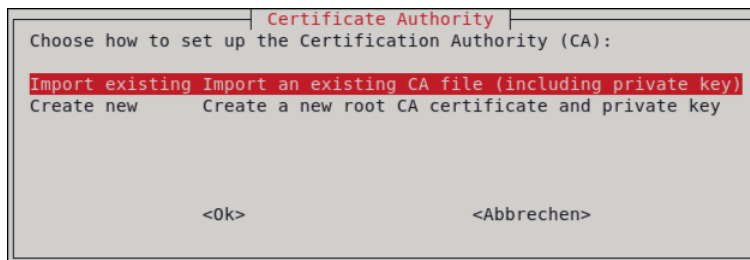 Certificate Authority
Choose how to set up the Certification Authority (CA):
Import existing Import an existing CA file (including private key)
Create new Create a new root CA certificate and private key
<Ok> <Abbrechen>